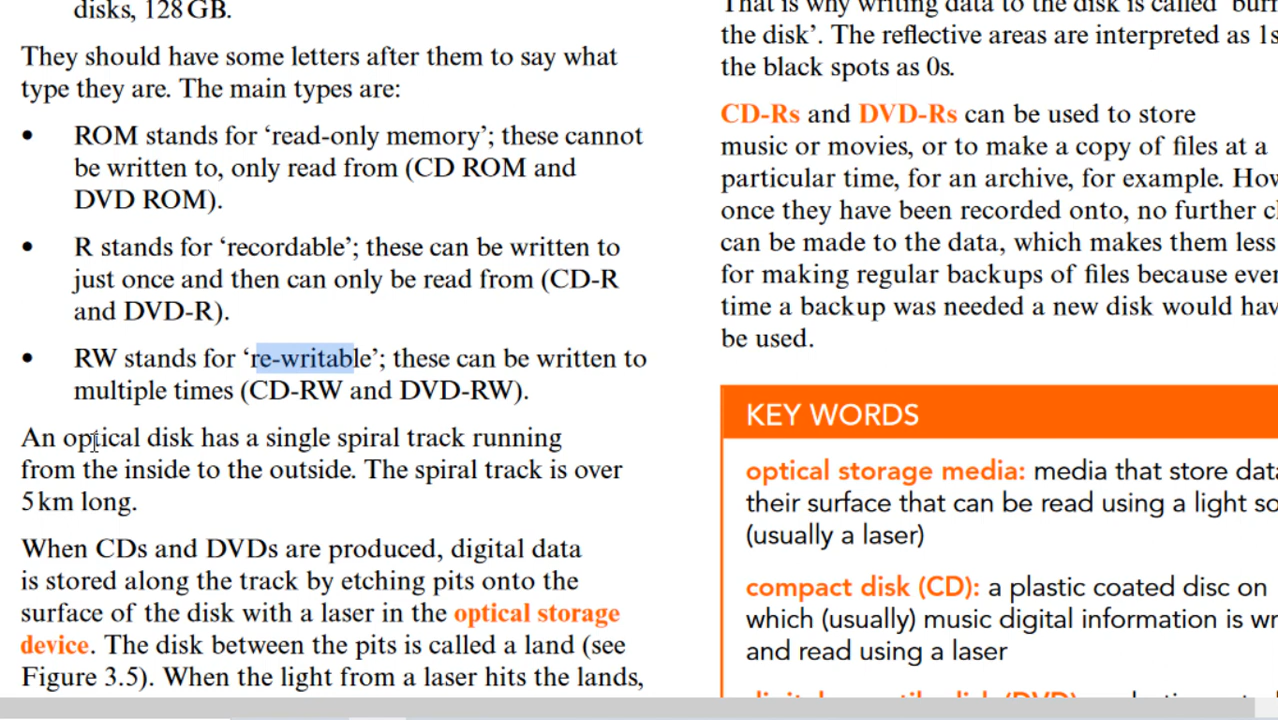 disks, 128 GB.
They should have some letters after them to say what
type they are. The main types are:
• ROM stands for ‘read-only memory’; these cannot
be written to, only read from (CD ROM and
DVD ROM).
• R stands for ‘recordable’; these can be written to
just once and then can only be read from (CD-R
and DVD-R).
• RW stands for ‘re-writable’; these can be written to
multiple times (CD-RW and DVD-RW).
An optical disk has a single spiral track running
from the inside to the outside. The spiral track is over
5 km long.
When CDs and DVDs are produced, digital data
is stored along the track by etching pits onto the
surface of the disk with a laser in the optical storage
device. The disk between the pits is called a land (see
Figure 3.5). When the light from a laser hits the lands,
That is why writing data to the disk is called
the disk’. The reflective areas are interpreted as 1s
the black spots as 0s.
CD-Rs and DVD-Rs can be used to store
music or movies, or to make a copy of files at a
particular time, for an archive, for example.
once they have been recorded onto, no further
can be made to the data, which makes them less
for making regular backups of files because
time a backup was needed a new disk would
be used.
KEY WORDS
optical storage media: media that store
their surface that can be read using a light
(usually a laser)
compact disk (CD): a plastic coated disc on
which (usually) music digital information is
and read using a laser